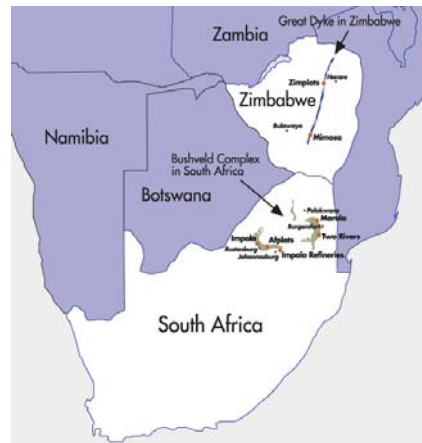 Great Dyke in Zimbabwe
Zambia
Harare
Zimplats
Zimbabwe
Bulawayo
Mimosa
Namibia
Bushveld Complex
in South Africa
Botswana
Polokwane
Marula
Burgersfort
Two Rivers
Impala
Afplats
Rustenburg
Impala Refineries
Johannesburg
South Africa